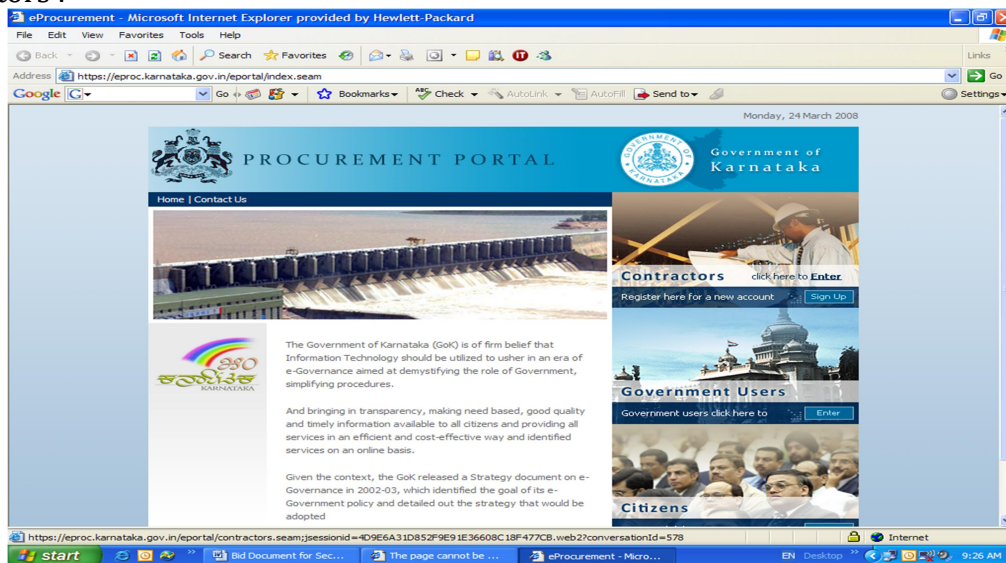 tors .
eProcurement - Microsoft Internet Explorer provided by Hewlett-Packard
File Edit View Favorites Tools Help
Back Search Favorites
Links
Address https://eproc.karnataka.gov.in/eportal/index.seam Go
Google G Go Bookmarks ABC Check AutoLink AutoFill Send to Settings
Monday, 24 March 2008
PROCUREMENT PORTAL
GOVERNMENT OF KARNATAKA
Government of
Karnataka
Home | Contact Us
Contractors click here to Enter
Register here for a new account Sign Up
ಕರ್ನಾಟಕ
KARNATAKA
The Government of Karnataka (GoK) is of firm belief that
Information Technology should be utilized to usher in an era of
e-Governance aimed at demystifying the role of Government,
simplifying procedures.
And bringing in transparency, making need based, good quality
and timely information available to all citizens and providing all
services in an efficient and cost-effective way and identified
services on an online basis.
Given the context, the GoK released a Strategy document on e-
Governance in 2002-03, which identified the goal of its e-
Government policy and detailed out the strategy that would be
adopted
Government Users
Government users click here to Enter
Citizens
https://eproc.karnataka.gov.in/eportal/contractors.seam;jsessionid=4D9E6A31D852F9E91E36608C18F477CB.web2?conversationId=578
Internet
start Bid Document for Sec... The page cannot be ... eProcurement - Micro... EN Desktop 9:26 AM